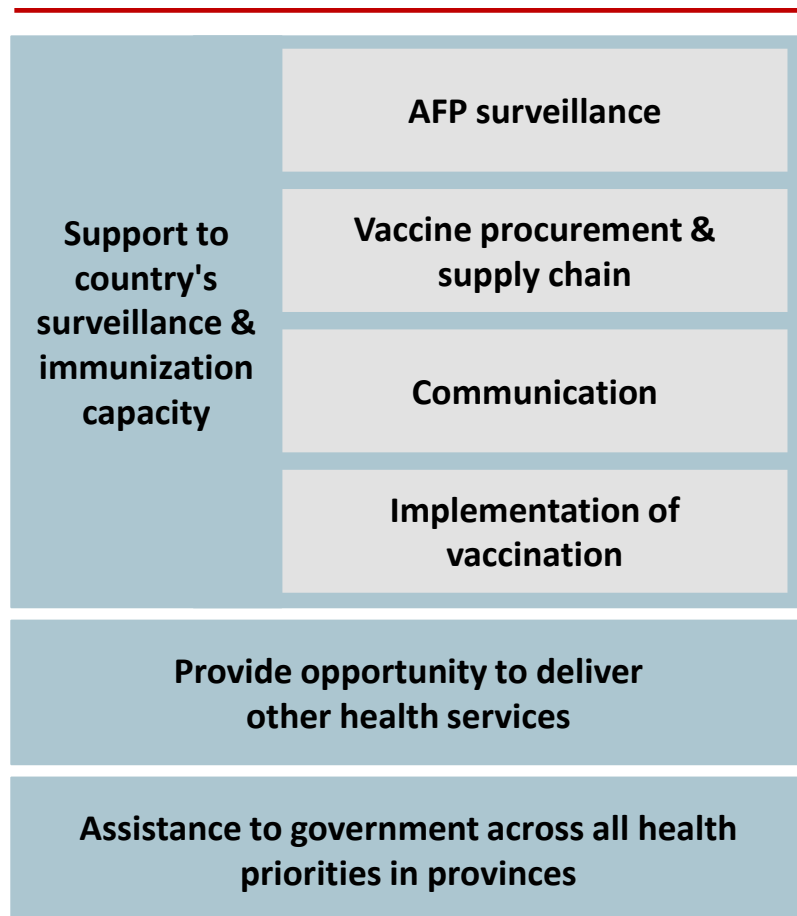 Support to
country's
surveillance &
immunization
capacity
AFP surveillance
Vaccine procurement &
supply chain
Communication
Implementation of
vaccination
Provide opportunity to deliver
other health services
Assistance to government across all health
priorities in provinces